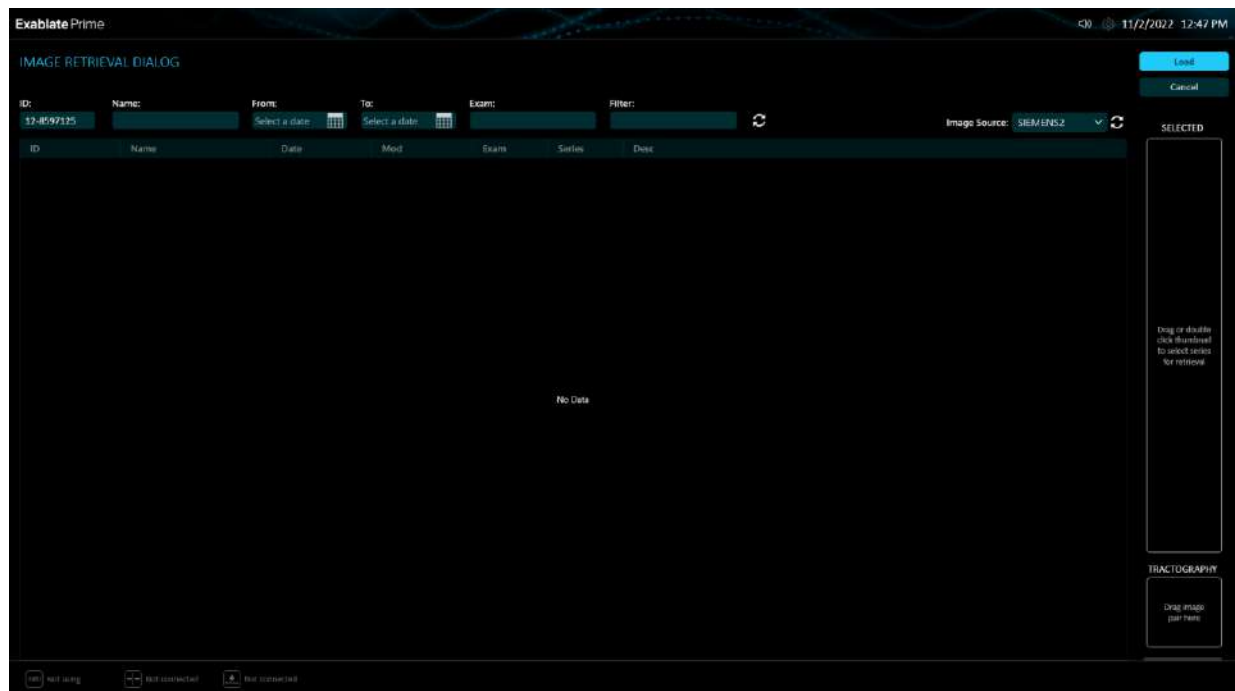 Exablate Prime
11/2/2022 12:47 PM
IMAGE RETRIEVAL DIALOG
Load
Cancel
ID: Name: From: To: Exam: Filter:
12-8597125 Select a date Select a date Image Source: SIEMENS2
SELECTED
ID Name Date Mod Exam Series Desc
Drag or double
click thumbnail
to select series
for retrieval
No Data
TRACTOGRAPHY
Drag image
pair here
Not connected Not connected